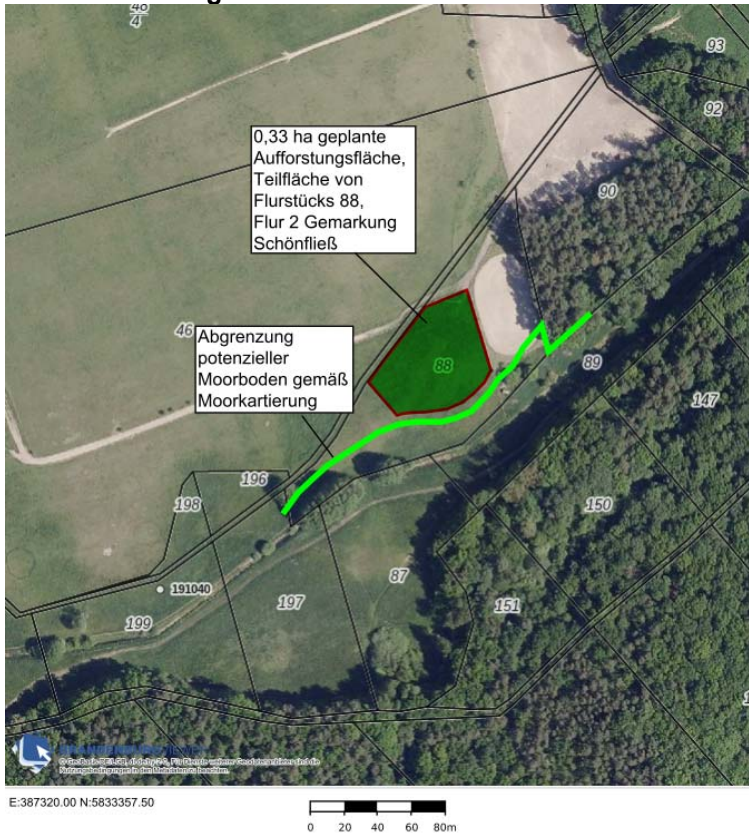 48
4
93
92
0,33 ha geplante
Aufforstungsfläche,
Teilfläche von
Flurstücks 88,
Flur 2 Gemarkung
Schönfließ
90
46
Abgrenzung
potenzieller
Moorboden gemäß
Moorkartierung
88
89
147
196
198
150
191040
87
197
151
199
E:387320.00 N:5833357.50
0 20 40 60 80m